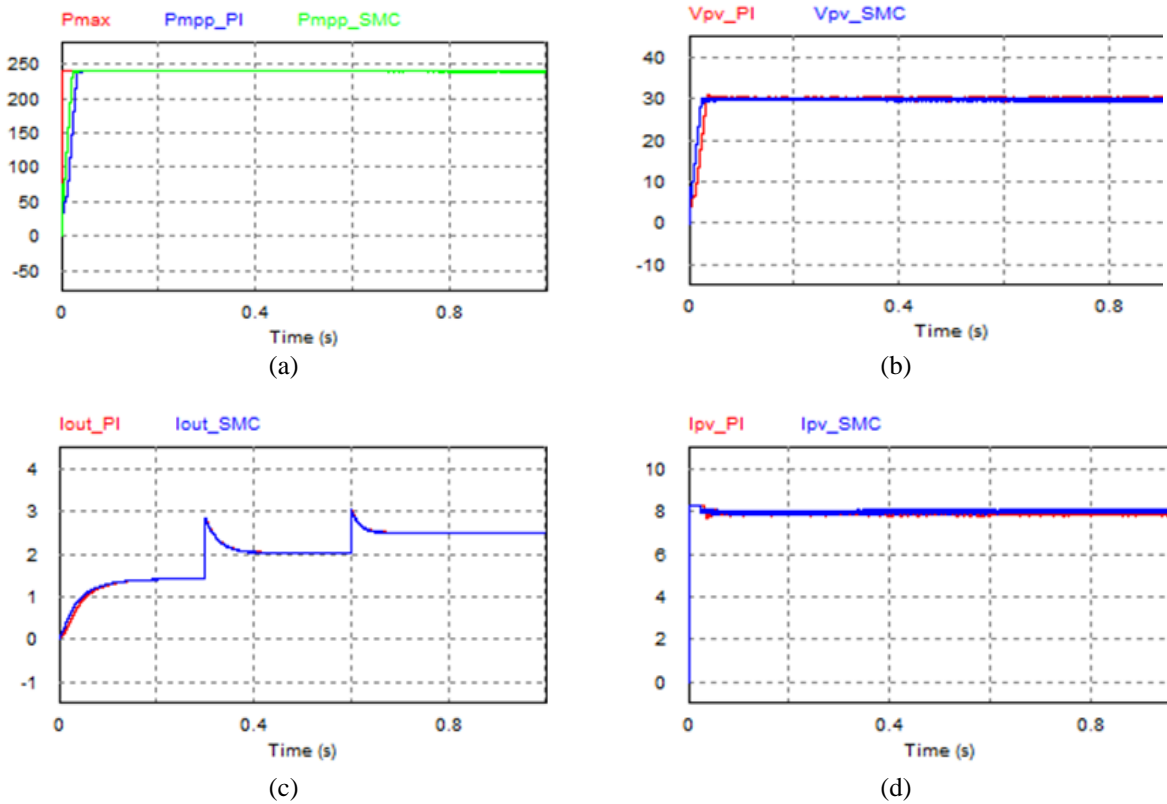 Pmax Pmpp_PI Pmpp_SMC
250
200
150
100
50
0
-50
0 0.4 0.8
Time (s)
(a)
Vpv_PI Vpv_SMC
40
30
20
10
0
-10
0 0.4 0.8
Time (s)
(b)
Iout_PI Iout_SMC
4
3
2
1
0
-1
0 0.4 0.8
Time (s)
(c)
Ipv_PI Ipv_SMC
10
8
6
4
2
0
0 0.4 0.8
Time (s)
(d)